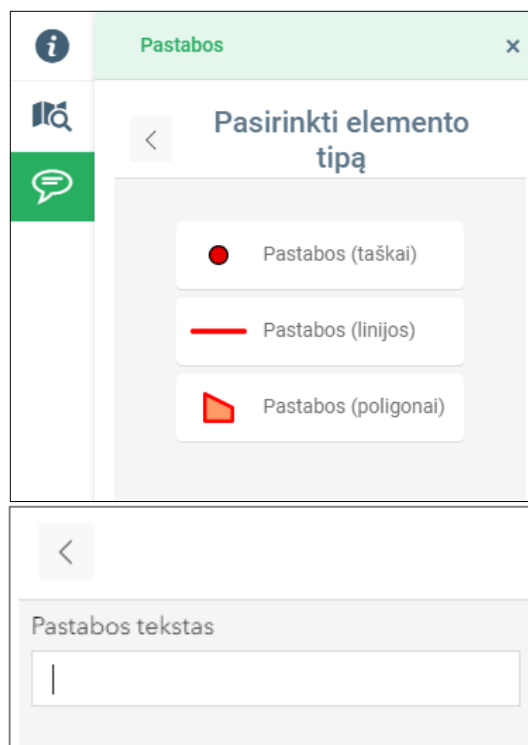 Pastabos
Pasirinkti elemento
tipą
Pastabos (taškai)
Pastabos (linijos)
Pastabos (poligonai)
Pastabos tekstas